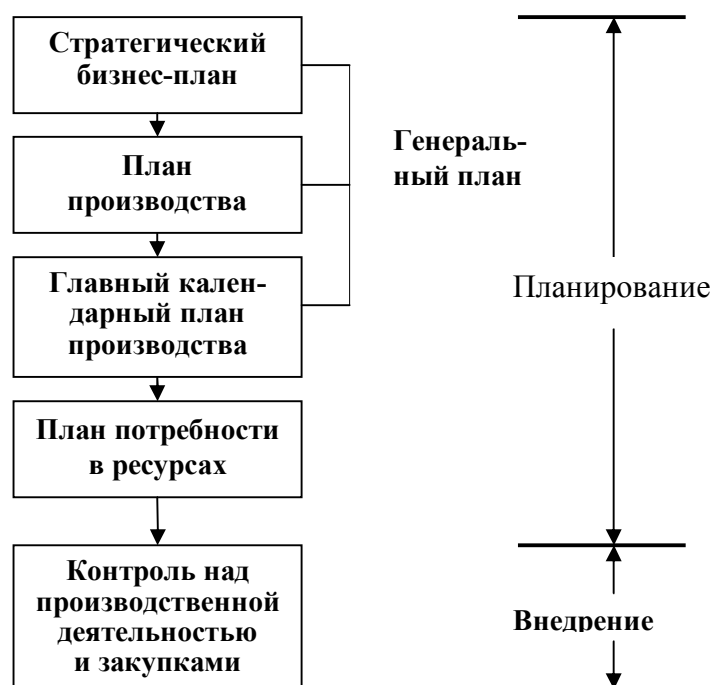 Стратегический
бизнес-план
План
производства
Главный кален-
дарный план
производства
План потребности
в ресурсах
Контроль над
производственной
деятельностью
и закупками
Генераль-
ный план
Планирование
Внедрение